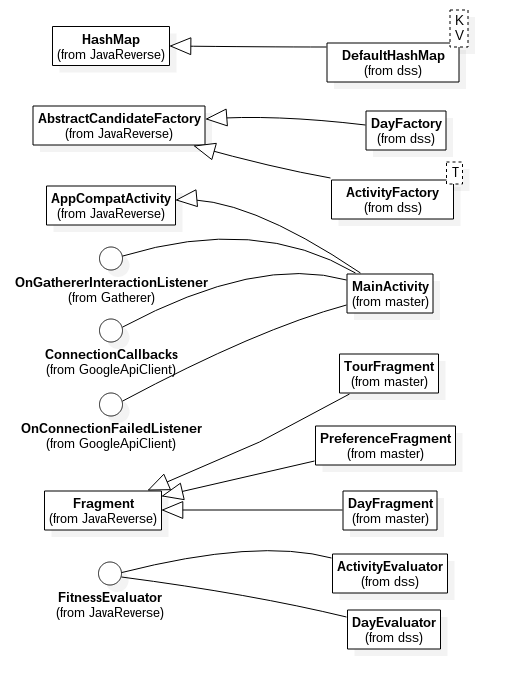 K
V
HashMap
(from JavaReverse)
DefaultHashMap
(from dss)
AbstractCandidateFactory
(from JavaReverse)
DayFactory
(from dss)
T
ActivityFactory
(from dss)
AppCompatActivity
(from JavaReverse)
OnGathererInteractionListener
(from Gatherer)
MainActivity
(from master)
ConnectionCallbacks
(from GoogleApiClient)
TourFragment
(from master)
OnConnectionFailedListener
(from GoogleApiClient)
PreferenceFragment
(from master)
Fragment
(from JavaReverse)
DayFragment
(from master)
ActivityEvaluator
(from dss)
FitnessEvaluator
(from JavaReverse)
DayEvaluator
(from dss)